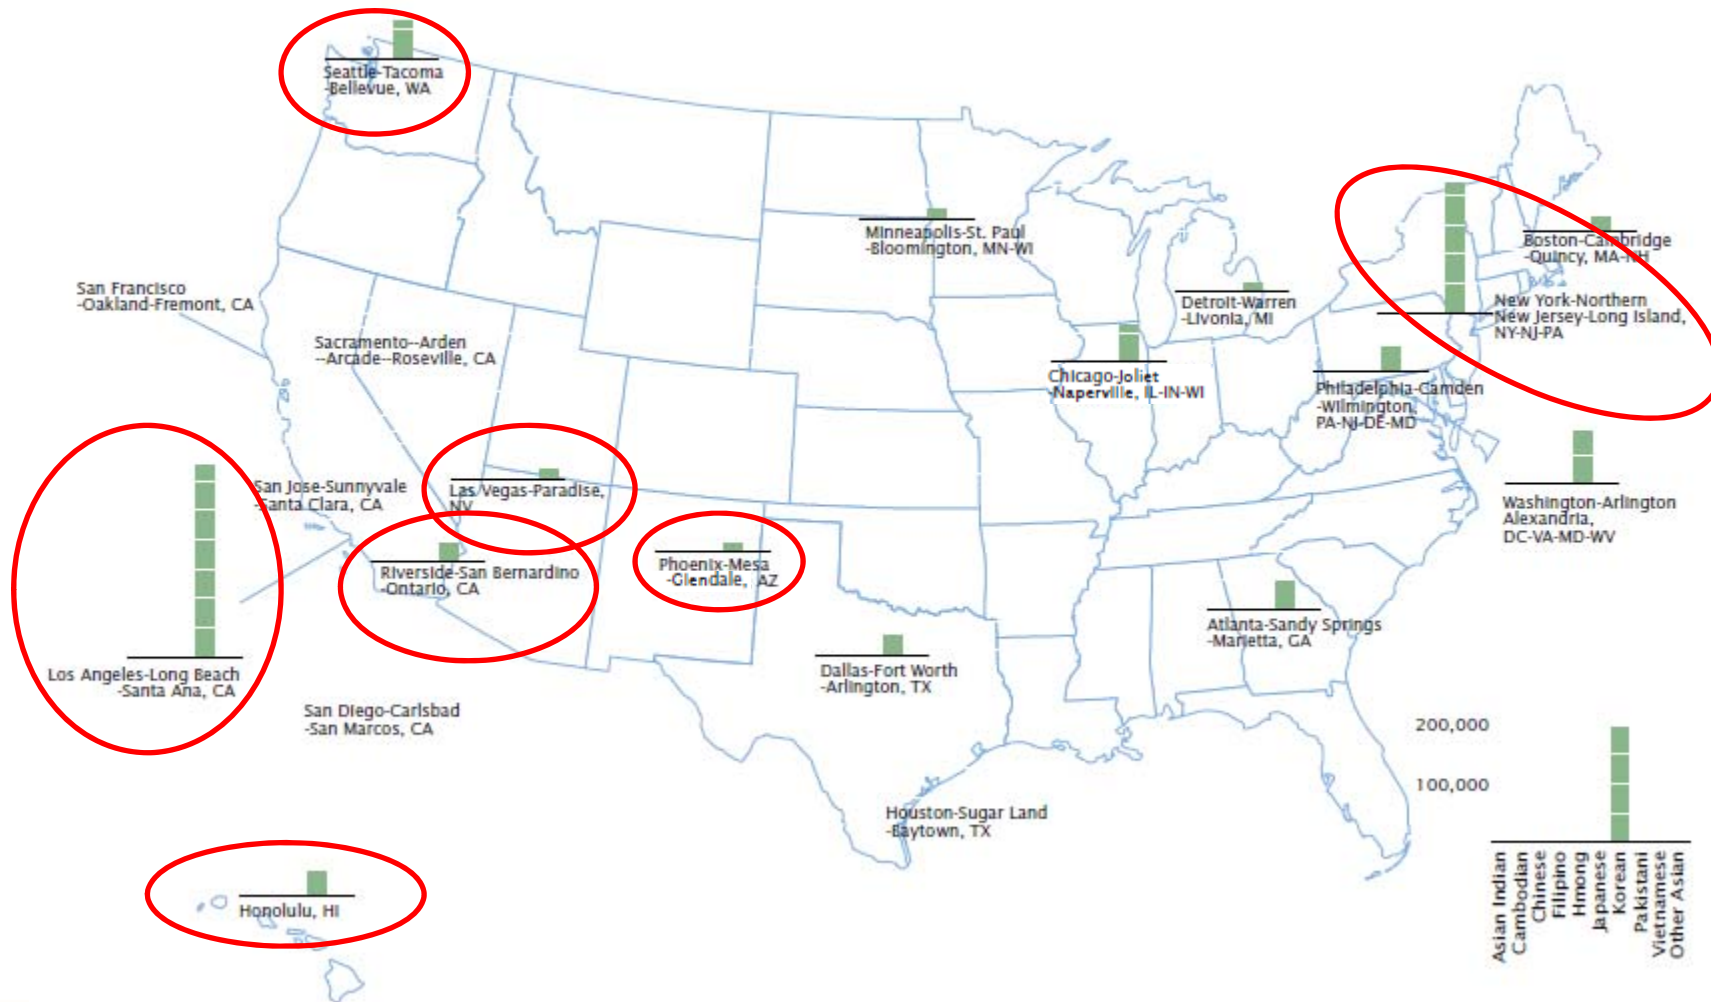 Seattle-Tacoma
-Bellevue, WA
Minneapolis-St. Paul
-Bloomington, MN-WI
Boston-Cambridge
-Quincy, MA-NH
San Francisco
-Oakland-Fremont, CA
Detroit-Warren
-Livonia, MI
New York-Northern
New Jersey-Long Island,
NY-NJ-PA
Sacramento--Arden
--Arcade--Roseville, CA
Chicago-Joliet
-Naperville, IL-IN-WI
Philadelphia-Camden
-Wilmington,
PA-NJ-DE-MD
San Jose-Sunnyvale
-Santa Clara, CA
Las Vegas-Paradise,
NV
Washington-Arlington
Alexandria,
DC-VA-MD-WV
Riverside-San Bernardino
-Ontario, CA
Phoenix-Mesa
-Glendale, AZ
Atlanta-Sandy Springs
-Marietta, GA
Los Angeles-Long Beach
-Santa Ana, CA
Dallas-Fort Worth
-Arlington, TX
San Diego-Carlsbad
-San Marcos, CA
Houston-Sugar Land
-Baytown, TX
Honolulu, HI
200,000
100,000
Asian Indian
Cambodian
Chinese
Filipino
Hmong
Japanese
Korean
Pakistani
Vietnamese
Other Asian